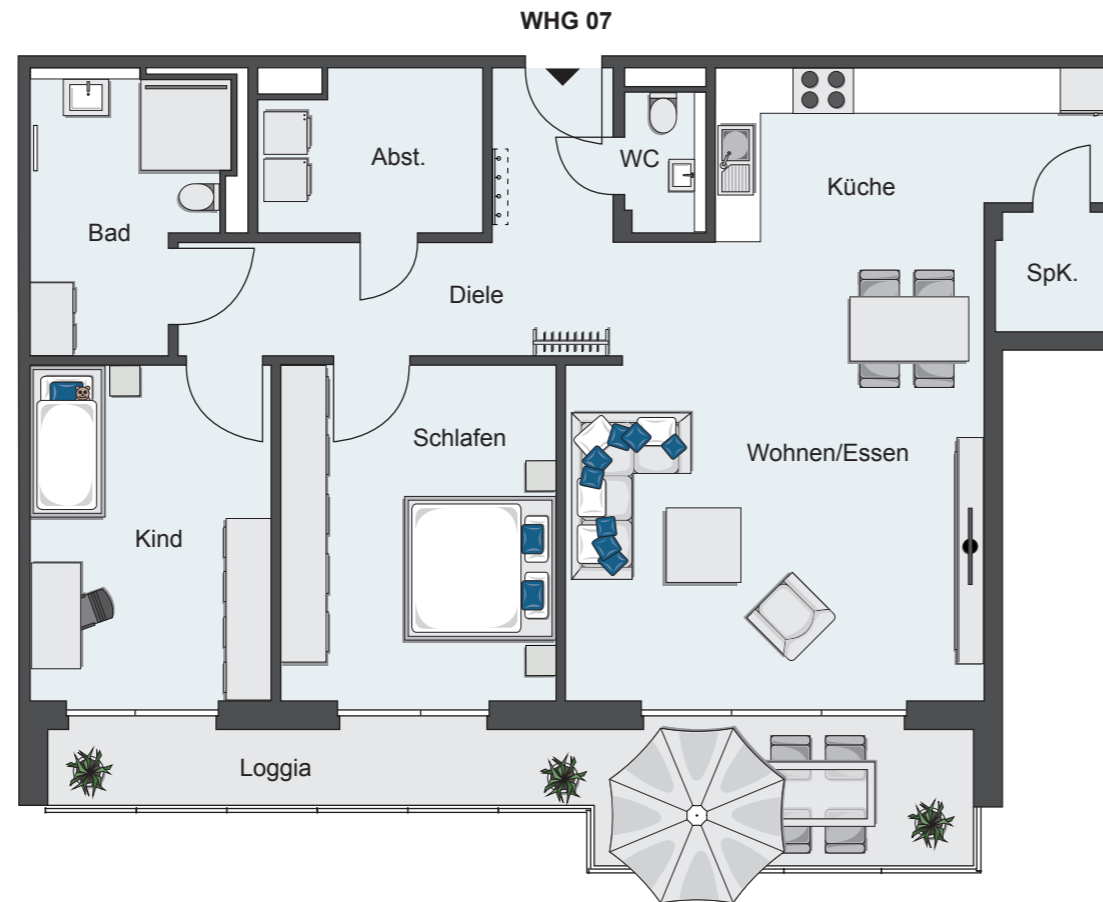 WHG 07
Abst.
WC
Küche
Bad
SpK.
Diele
Schlafen
Wohnen/Essen
Kind
Loggia